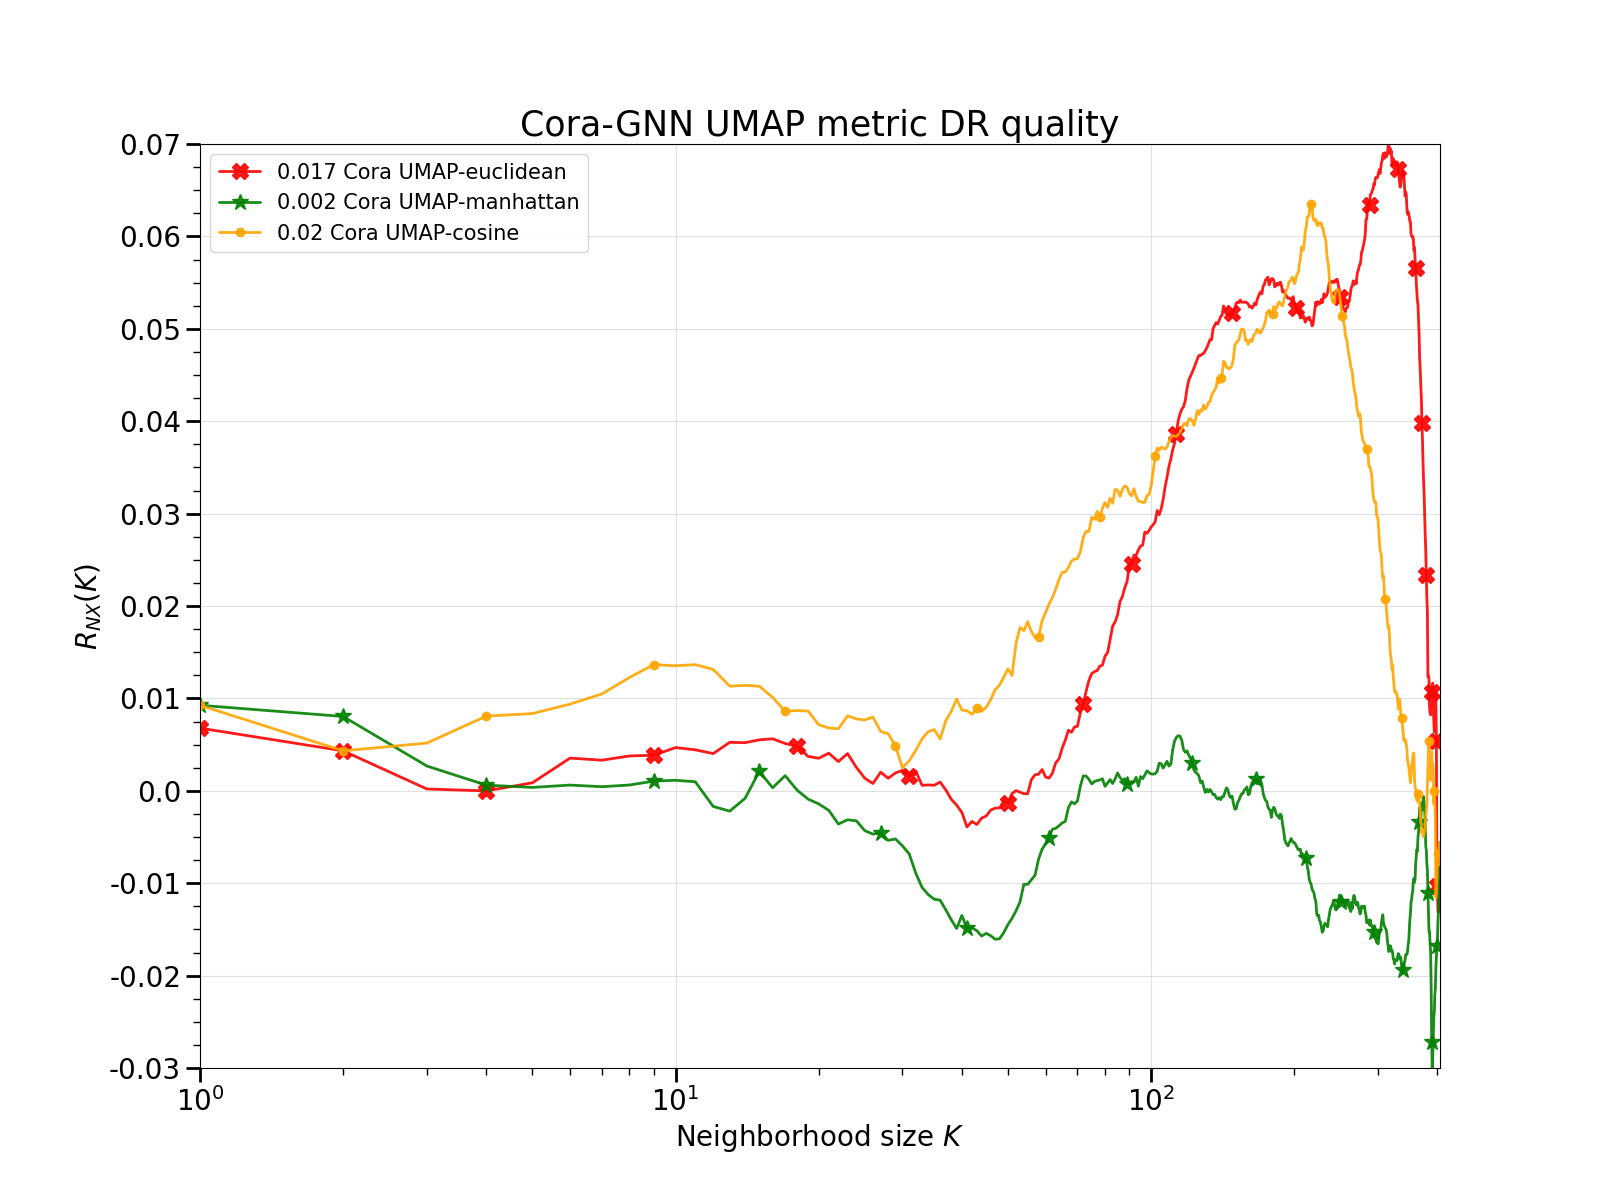 Cora-GNN UMAP metric DR quality
0.017 Cora UMAP-euclidean
0.002 Cora UMAP-manhattan
0.02 Cora UMAP-cosine
0.07
0.06
0.05
0.04
0.03
0.02
0.01
0.0
-0.01
-0.02
-0.03
R_{NX}(K)
10^0 10^1 10^2
Neighborhood size K